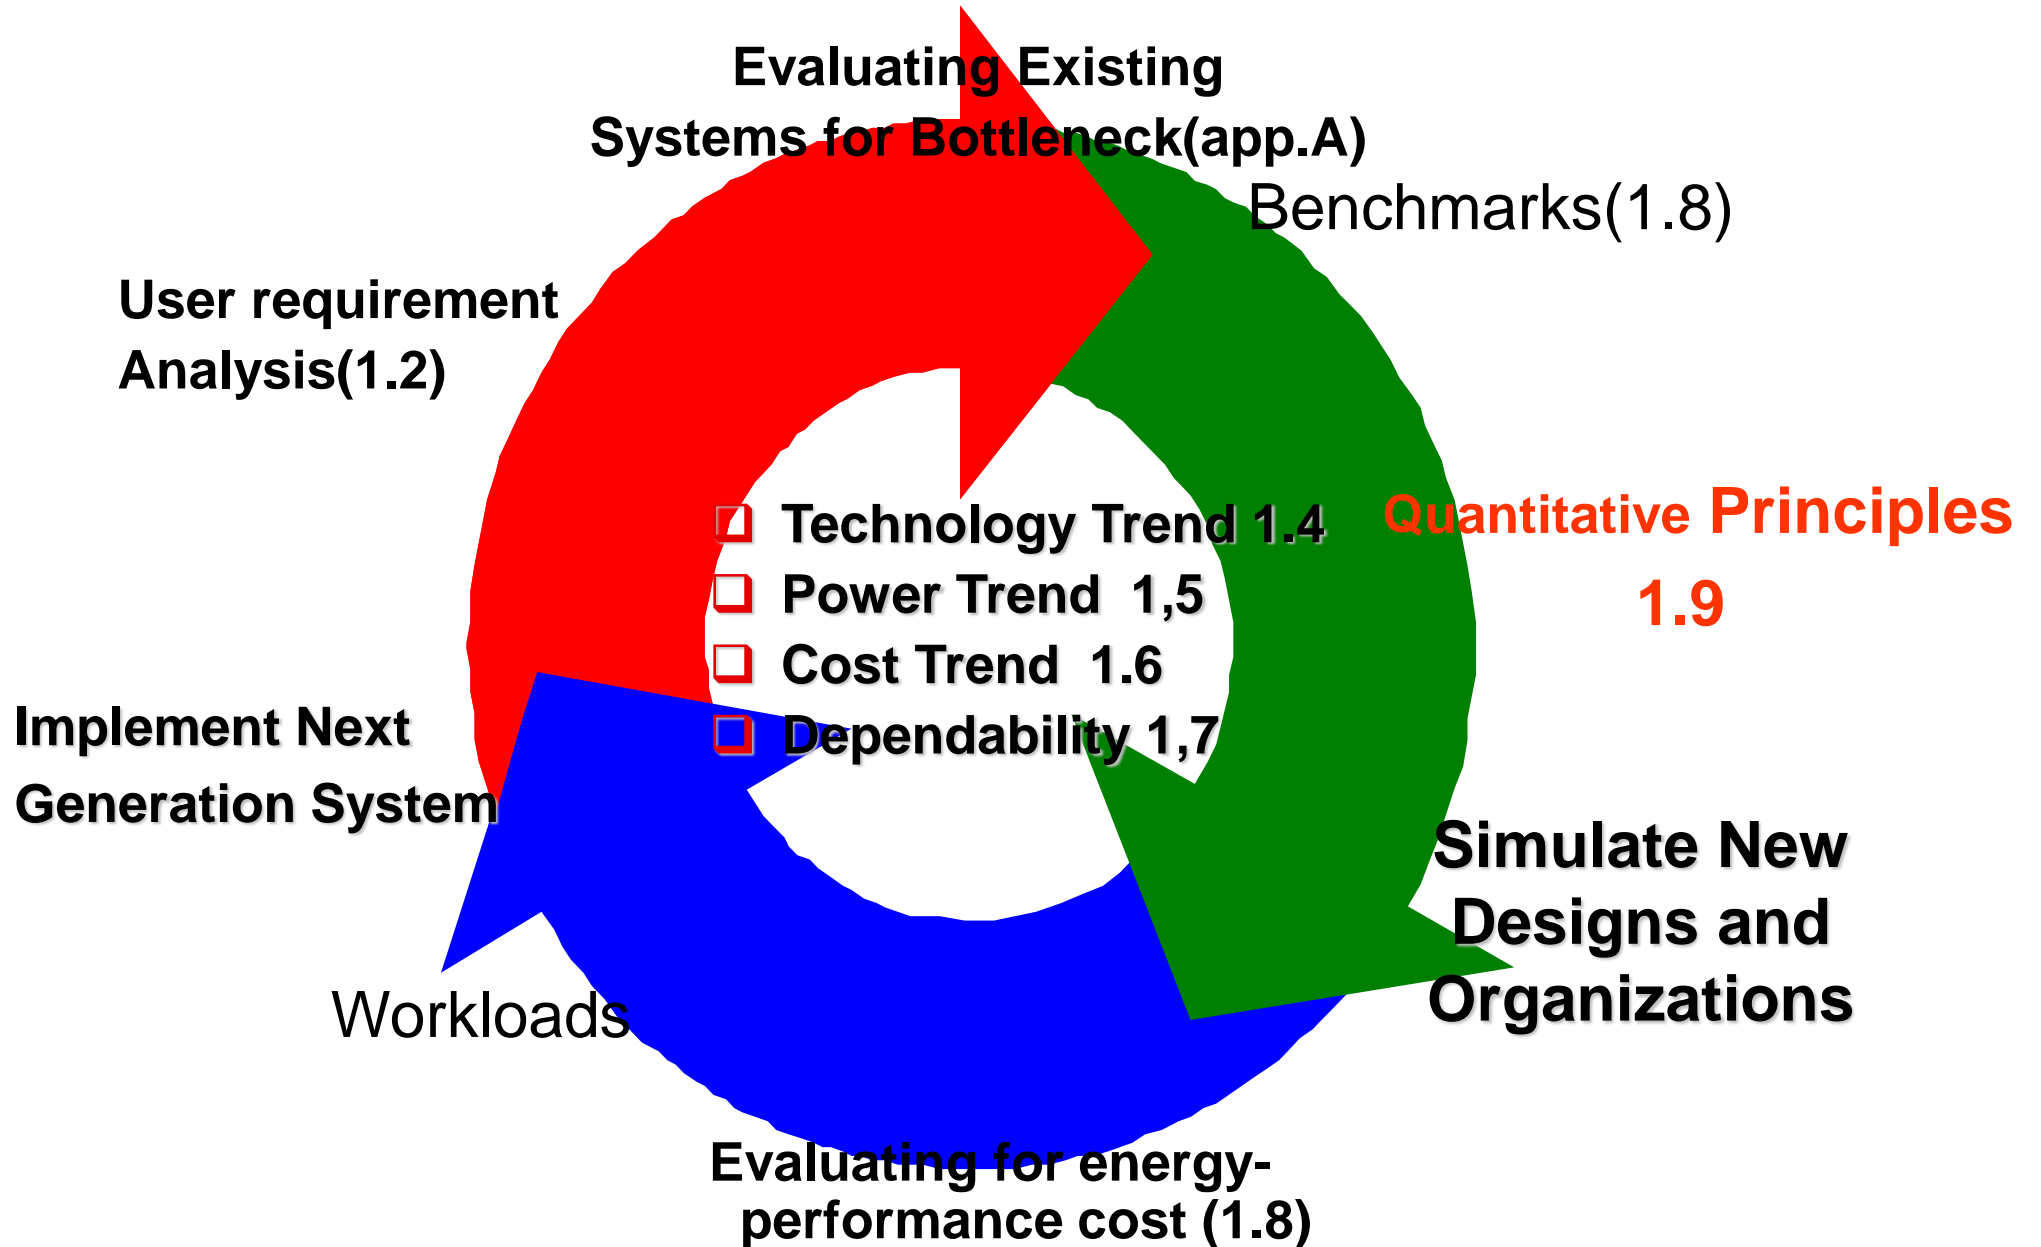 Evaluating Existing
Systems for Bottleneck(app.A)
Benchmarks(1.8)
User requirement
Analysis(1.2)
Quantitative Principles
1.9
Technology Trend 1.4
Power Trend 1,5
Cost Trend 1.6
Dependability 1,7
Implement Next
Generation System
Simulate New
Designs and
Organizations
Workloads
Evaluating for energy-
performance cost (1.8)